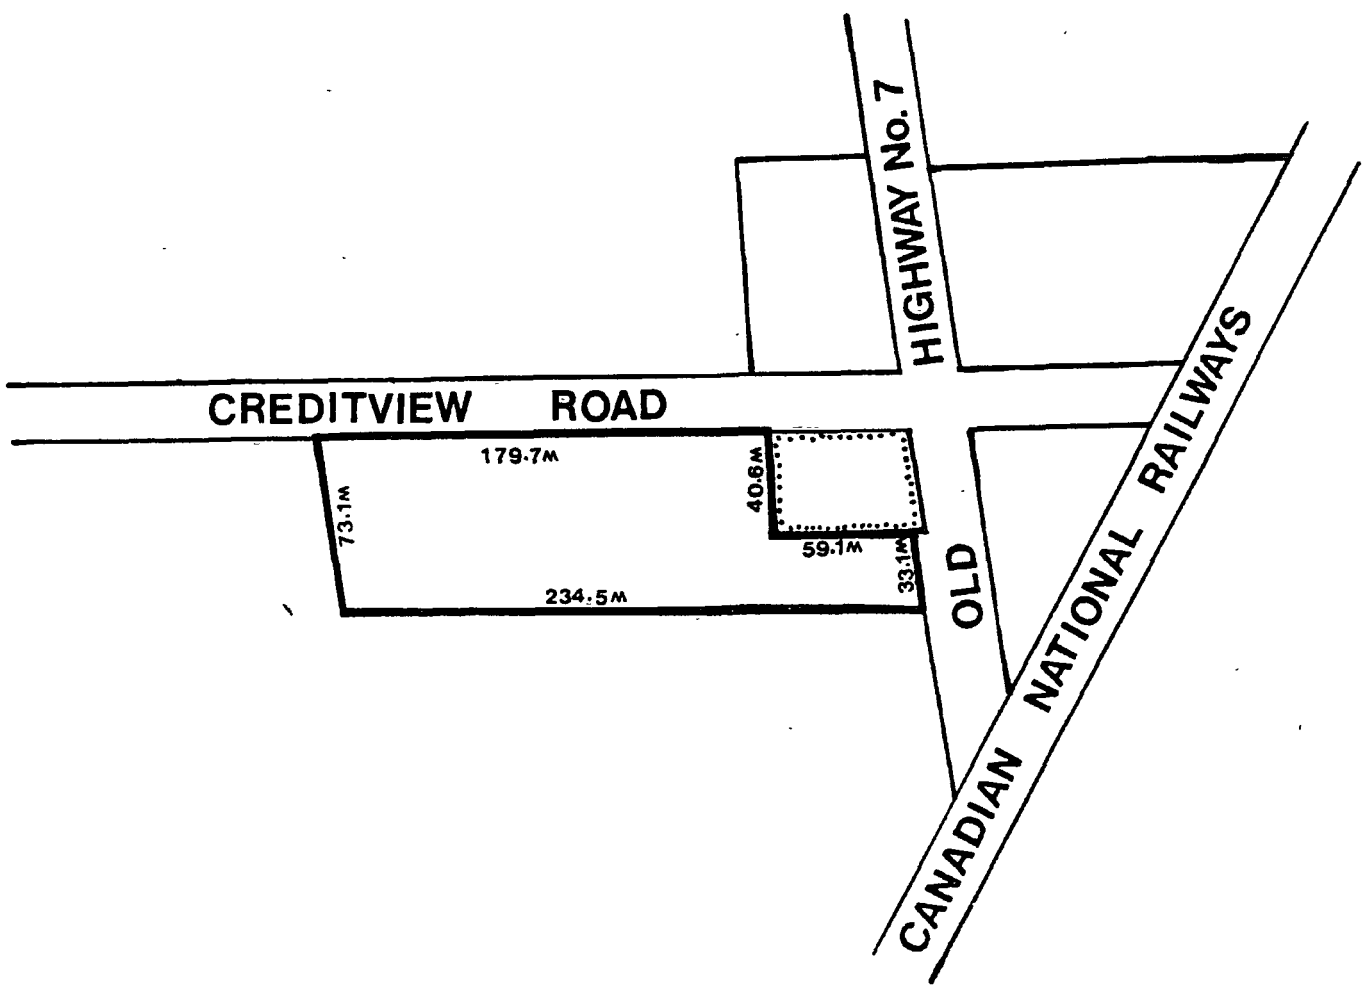 OLD HIGHWAY No. 7
CREDITVIEW ROAD
179.7M
40.6M
73.1M
59.1M
33.1M
234.5M
CANADIAN NATIONAL RAILWAYS